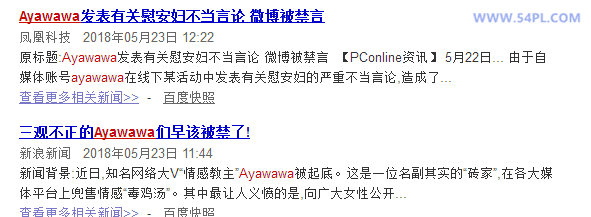 Ayawawa发表有关慰安妇不当言论 微博被禁言
WWW.54PL.COM
凤凰科技 2018年05月23日 12:22
原标题:Ayawawa发表有关慰安妇不当言论 微博被禁言 【PConline资讯】5月22日... 由于自
媒体账号ayawawa在线下某活动中发表有关慰安妇的严重不当言论,造成了...
查看更多相关新闻>> - 百度快照
三观不正的Ayawawa们早该被禁了!
新浪新闻 2018年05月23日 11:44
新闻背景:近日,知名网络大V“情感教主”Ayawawa被起底。这是一位名副其实的“砖家”,在各大媒
体平台上兜售情感“毒鸡汤”。其中最让人义愤的是,向广大女性公开...
查看更多相关新闻>> - 百度快照